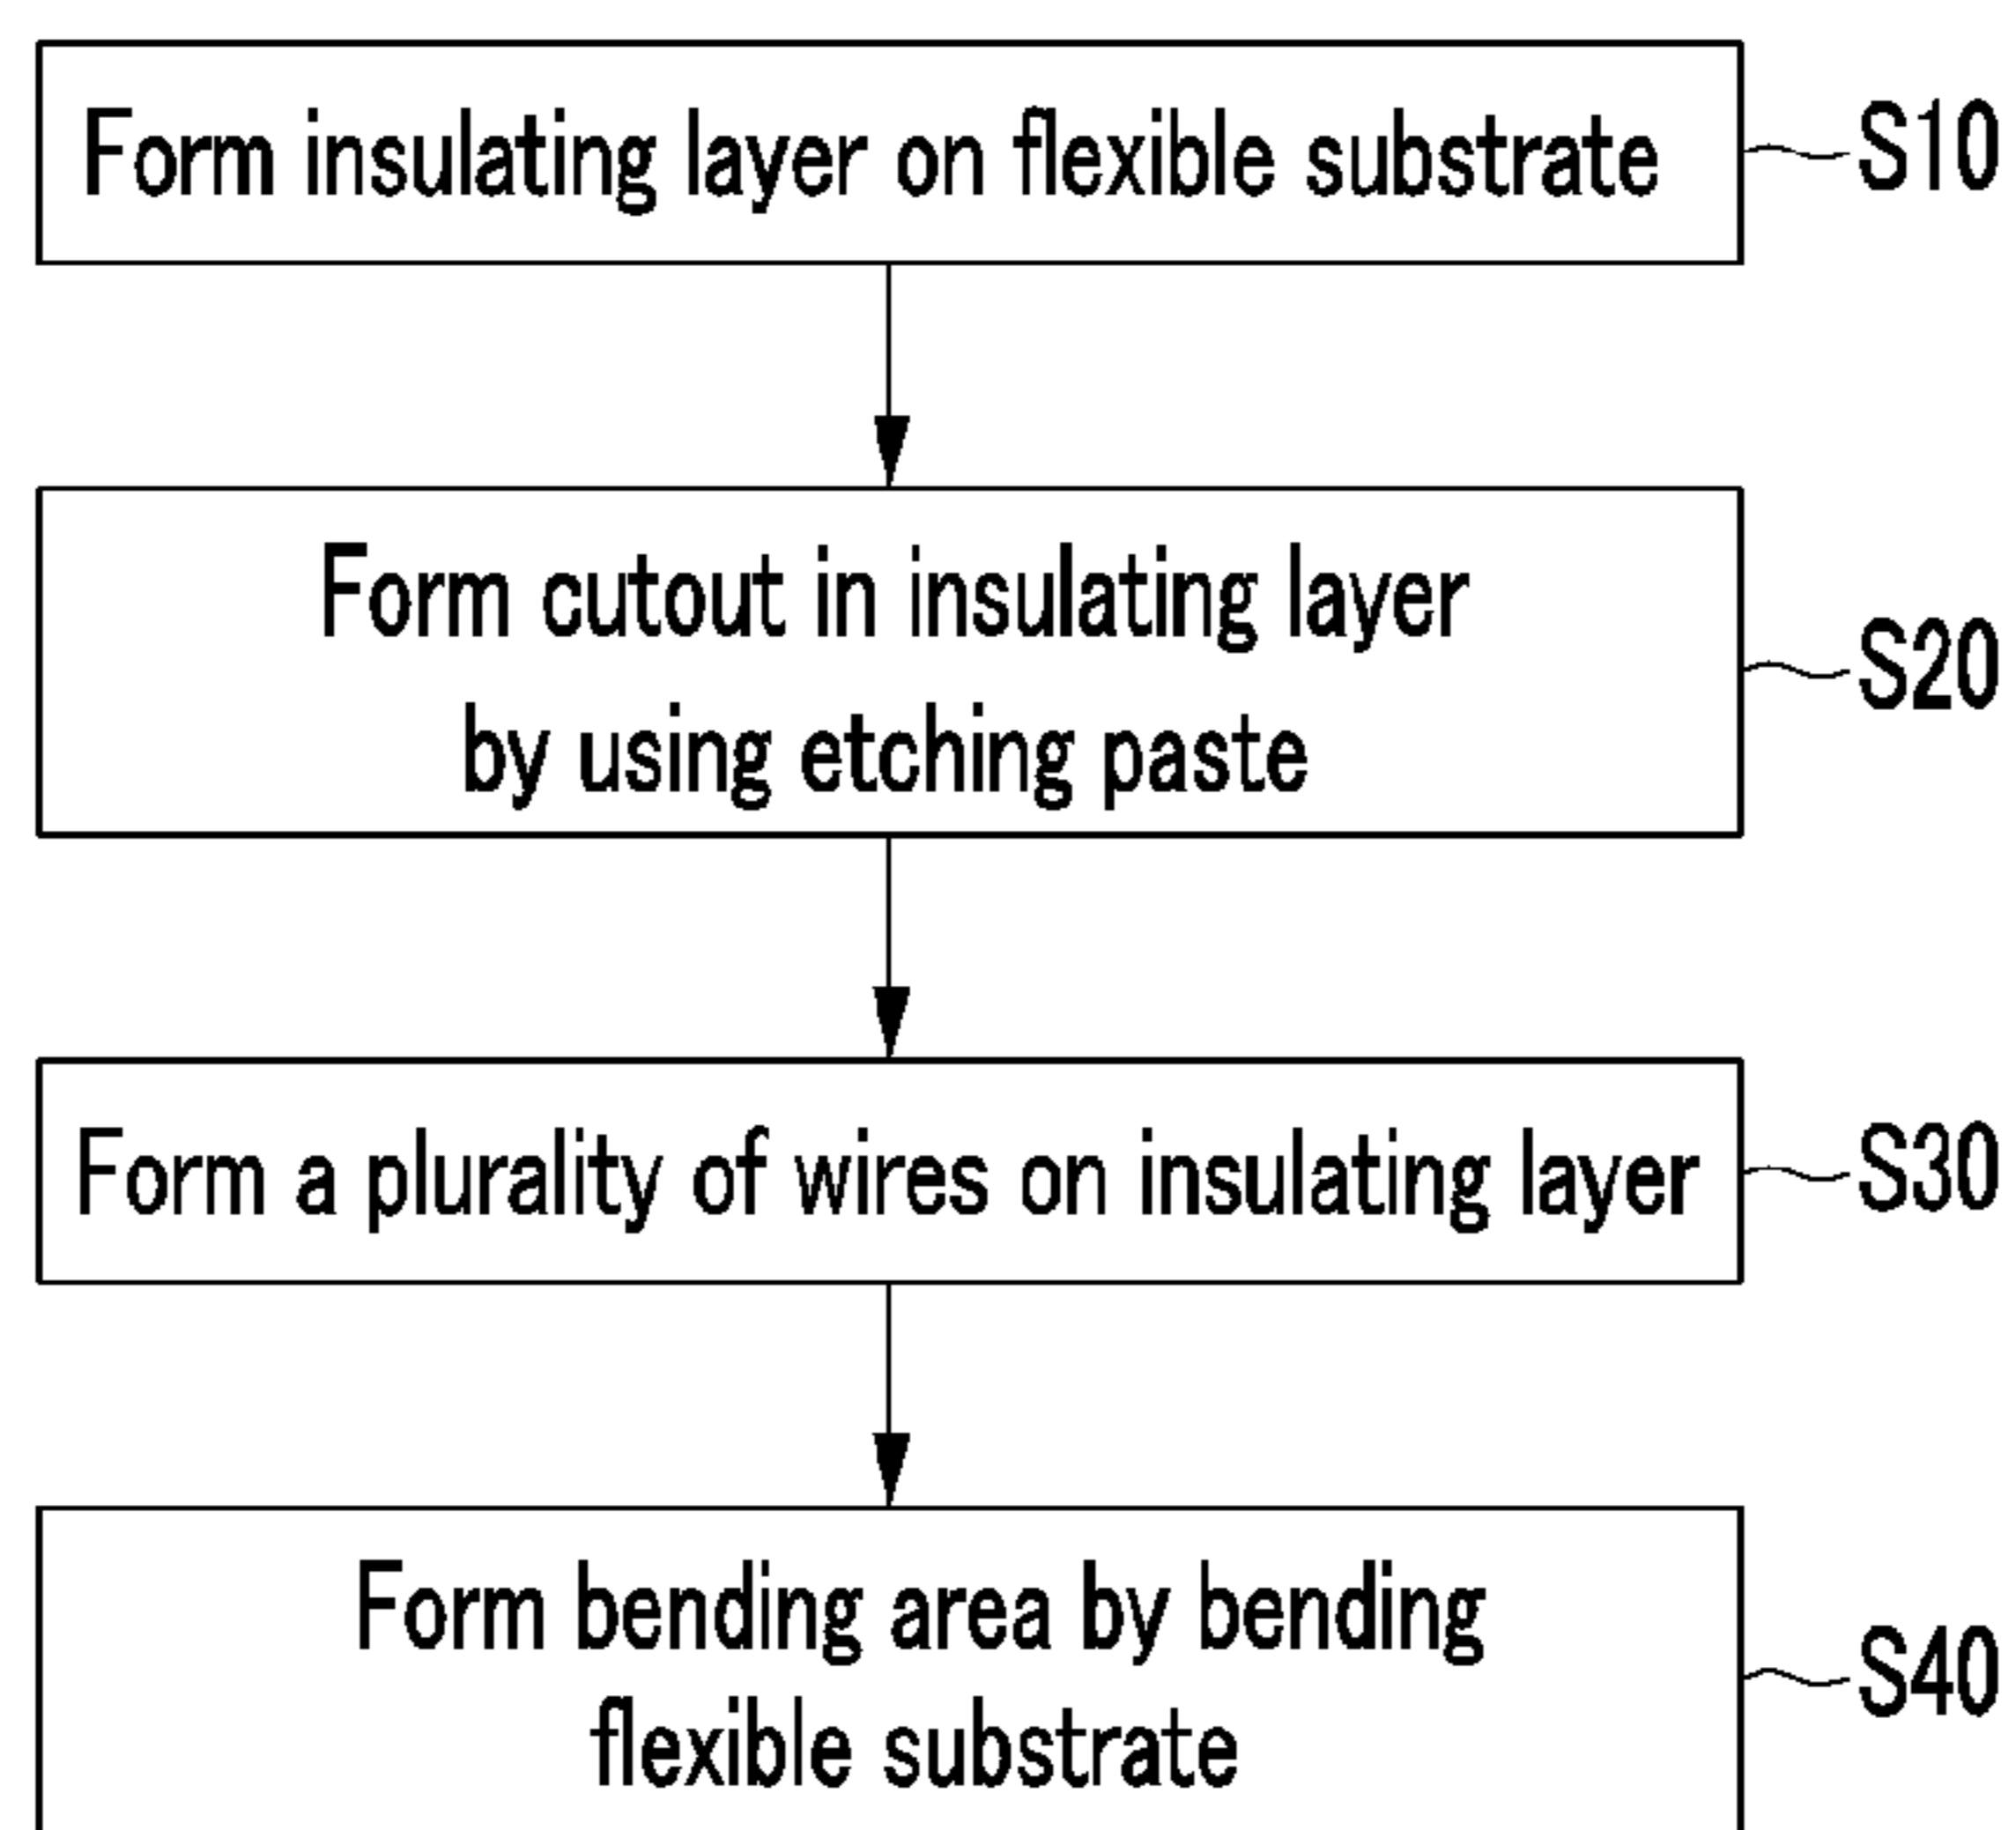 Form insulating layer on flexible substrate
S10
Form cutout in insulating layer
by using etching paste
S20
Form a plurality of wires on insulating layer
S30
Form bending area by bending
flexible substrate
S40